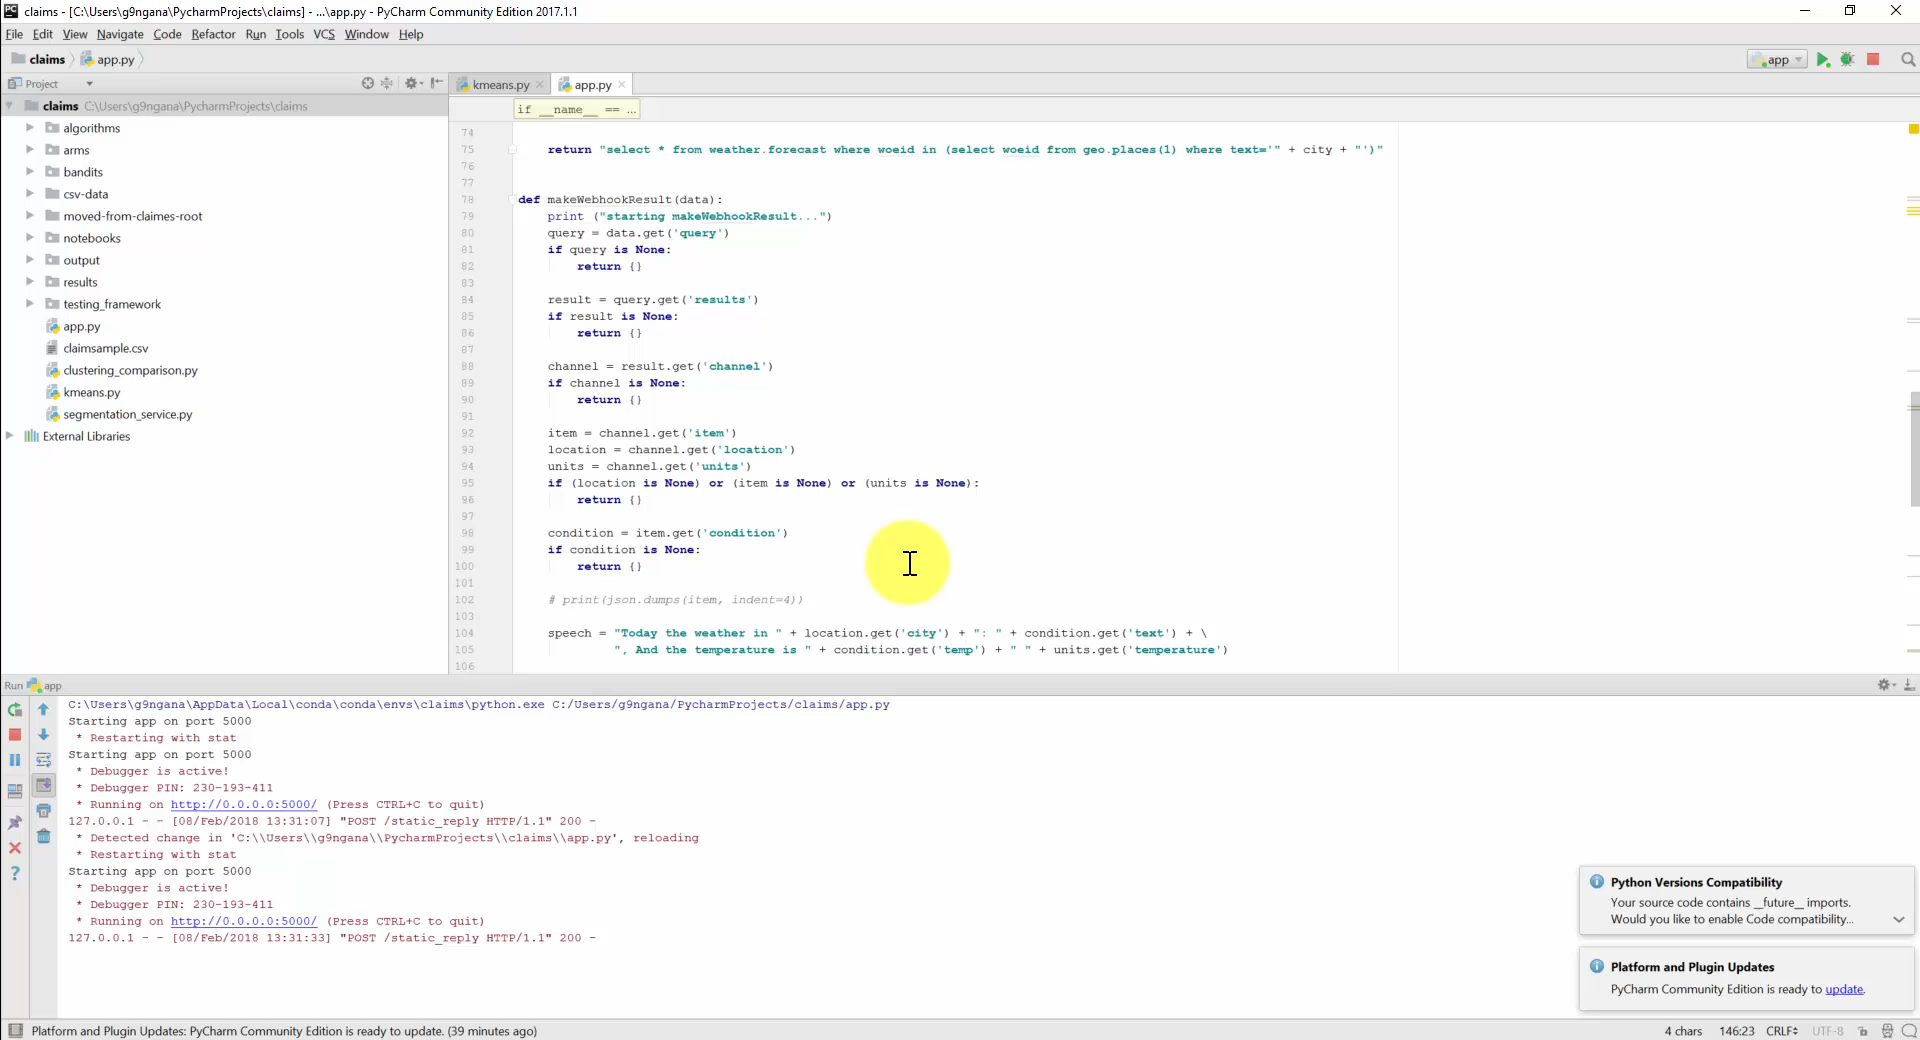 claims - [C:\Users\g9ngana\PycharmProjects\claims] - ...\app.py - PyCharm Community Edition 2017.1.1
File Edit View Navigate Code Refactor Run Tools VCS Window Help
claims app.py app
Project kmeans.py app.py
claims C:\Users\g9ngana\PycharmProjects\claims
algorithms
arms
bandits
csv-data
moved-from-claimes-root
notebooks
output
results
testing_framework
app.py
claimsample.csv
clustering_comparison.py
kmeans.py
segmentation_service.py
External Libraries
if __name__ == ...
74
75 return "select * from weather.forecast where woeid in (select woeid from geo.places(1) where text='" + city + "')"
76
77
78 def makeWebhookResult(data):
79 print ("starting makeWebhookResult...")
80 query = data.get('query')
81 if query is None:
82 return {}
83
84 result = query.get('results')
85 if result is None:
86 return {}
87
88 channel = result.get('channel')
89 if channel is None:
90 return {}
91
92 item = channel.get('item')
93 location = channel.get('location')
94 units = channel.get('units')
95 if (location is None) or (item is None) or (units is None):
96 return {}
97
98 condition = item.get('condition')
99 if condition is None:
100 return {}
101
102 # print(json.dumps(item, indent=4))
103
104 speech = "Today the weather in " + location.get('city') + ": " + condition.get('text') + \
105 ", And the temperature is " + condition.get('temp') + " " + units.get('temperature')
106
Run app
C:\Users\g9ngana\AppData\Local\conda\conda\envs\claims\python.exe C:/Users/g9ngana/PycharmProjects/claims/app.py
Starting app on port 5000
* Restarting with stat
Starting app on port 5000
* Debugger is active!
* Debugger PIN: 230-193-411
* Running on http://0.0.0.0:5000/ (Press CTRL+C to quit)
127.0.0.1 - - [08/Feb/2018 13:31:07] "POST /static_reply HTTP/1.1" 200 -
* Detected change in 'C:\\Users\\g9ngana\\PycharmProjects\\claims\\app.py', reloading
* Restarting with stat
Starting app on port 5000
* Debugger is active!
* Debugger PIN: 230-193-411
* Running on http://0.0.0.0:5000/ (Press CTRL+C to quit)
127.0.0.1 - - [08/Feb/2018 13:31:33] "POST /static_reply HTTP/1.1" 200 -
Python Versions Compatibility
Your source code contains __future__ imports.
Would you like to enable Code compatibility...
Platform and Plugin Updates
PyCharm Community Edition is ready to update.
Platform and Plugin Updates: PyCharm Community Edition is ready to update. (39 minutes ago) 4 chars 146:23 CRLF UTF-8